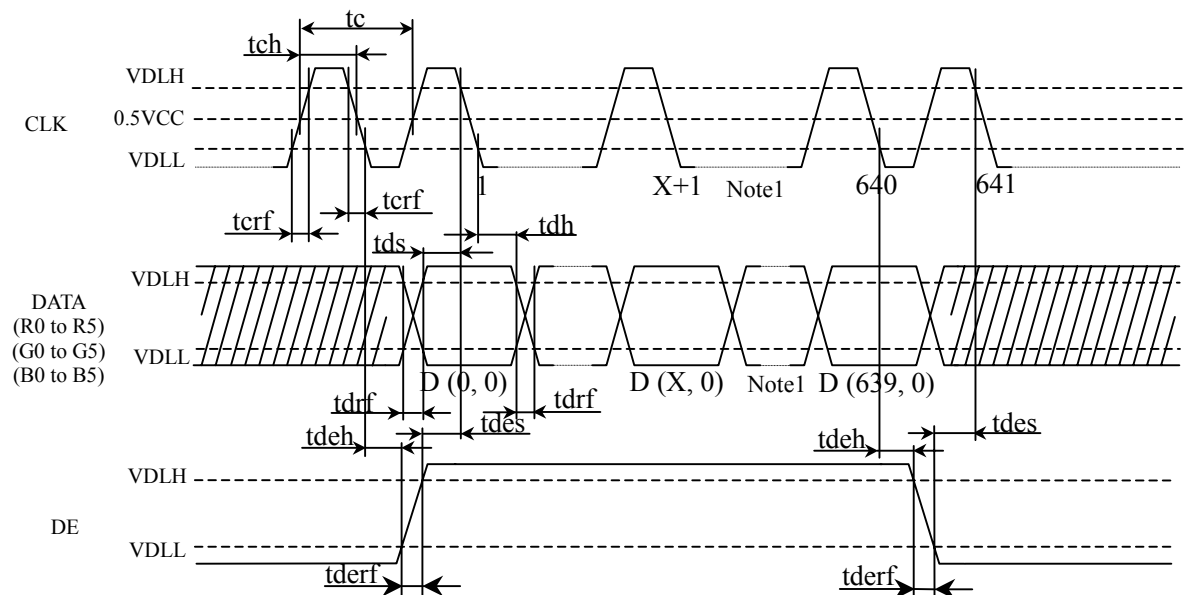 tc
tch
VDLH
CLK
0.5VCC
VDLL
1
X+1
Note1
640
641
tcrf
tcrf
tds
tdh
VDLH
DATA
(R0 to R5)
(G0 to G5)
(B0 to B5)
VDLL
D (0, 0)
D (X, 0)
Note1
D (639, 0)
tdrf
tdrf
tdeh
tdes
tdeh
tdes
VDLH
DE
VDLL
tderf
tderf